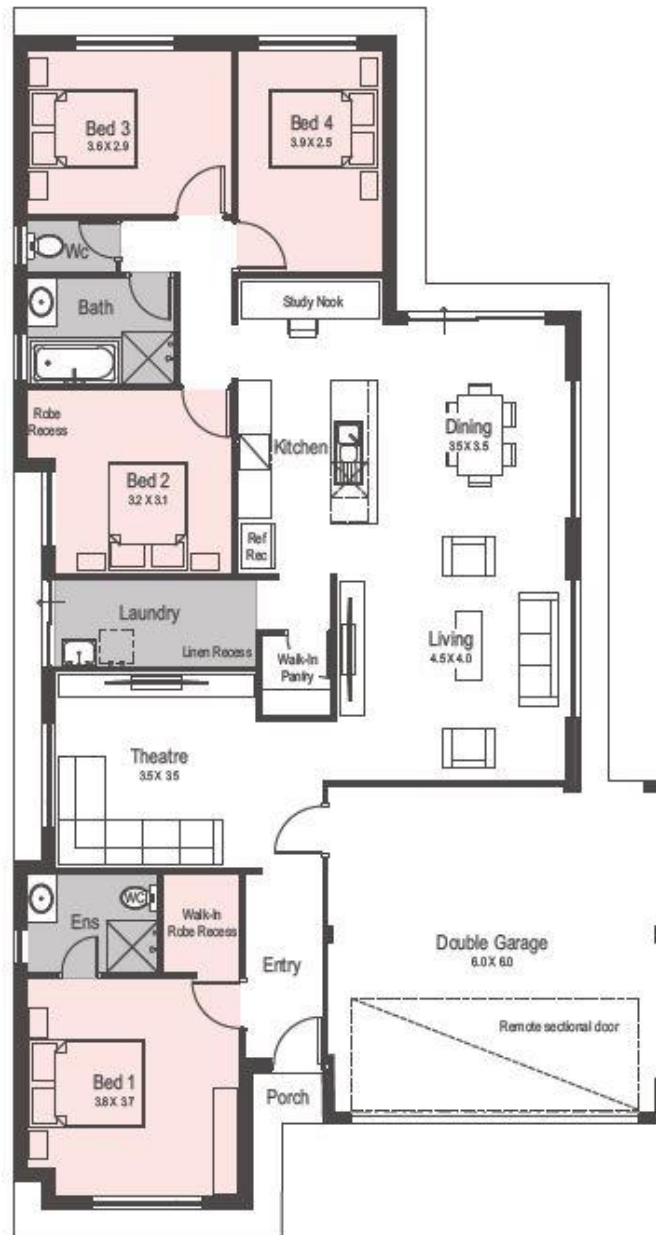 Bed 3
3.6 X 2.9
Bed 4
3.9 X 2.5
Wc
Bath
Study Nook
Robe
Recess
Kitchen
Dining
3.5 X 3.5
Bed 2
3.2 X 3.1
Ref
Rec
Laundry
Linen Recess
Walk-In
Pantry
Living
4.5 X 4.0
Theatre
3.5 X 3.5
WC
Ens
Walk-In
Robe Recess
Entry
Double Garage
6.0 X 6.0
Remote sectional door
Bed 1
3.8 X 3.7
Porch